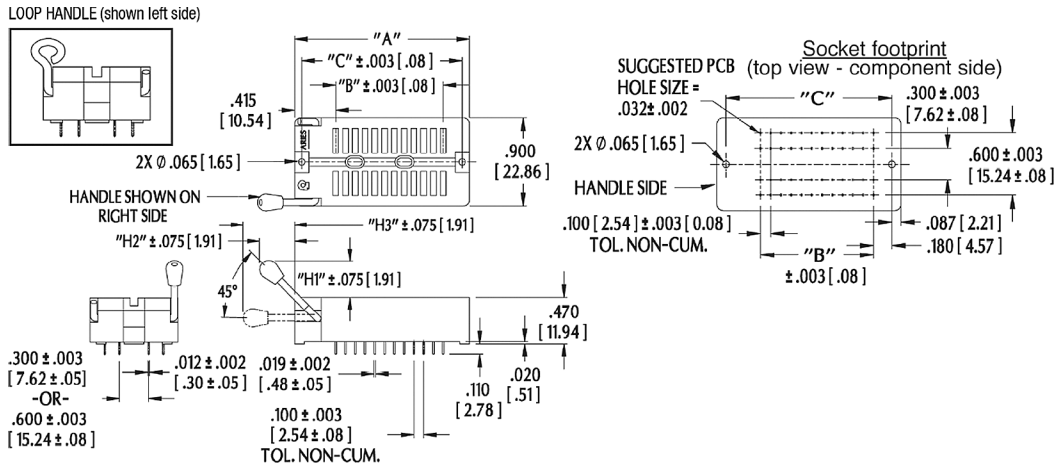 LOOP HANDLE (shown left side)
"A"
"C" ±.003 [.08]
"B" ±.003 [.08]
.415
[10.54]
ARIES
2X Ø .065 [1.65]
.900
[22.86]
HANDLE SHOWN ON
RIGHT SIDE
"H3" ±.075 [1.91]
"H2" ±.075 [1.91]
"H1" ±.075 [1.91]
45°
.470
[11.94]
.300 ±.003
[7.62 ±.05]
-OR-
.600 ±.003
[15.24 ±.08]
.012 ±.002
[.30 ±.05]
.019 ±.002
[.48 ±.05]
.100 ±.003
[2.54 ±.08]
TOL. NON-CUM.
.110
[2.78]
.020
[.51]
Socket footprint
(top view - component side)
SUGGESTED PCB
HOLE SIZE =
.032±.002
"C"
.300 ±.003
[7.62 ±.08]
2X Ø .065 [1.65]
.600 ±.003
[15.24 ±.08]
HANDLE SIDE
.100 [2.54] ±.003 [0.08]
TOL. NON-CUM.
"B"
±.003 [.08]
.087 [2.21]
.180 [4.57]